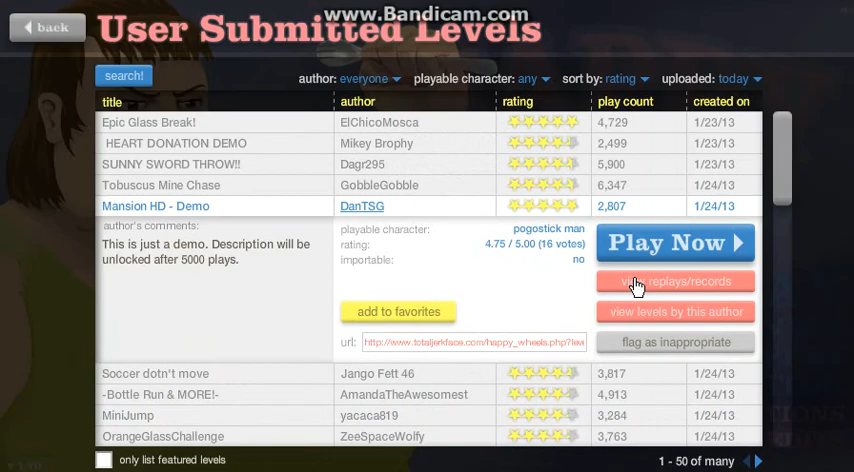 www.Bandicam.com
back
User Submitted Levels
search!
author: everyone playable character: any sort by: rating uploaded: today
title author rating play count created on
Epic Glass Break! ElChicoMosca 4,729 1/23/13
HEART DONATION DEMO Mikey Brophy 2,499 1/23/13
SUNNY SWORD THROW!! Dagr295 5,900 1/23/13
Tobuscus Mine Chase GobbleGobble 6,347 1/24/13
Mansion HD - Demo DanTSG 2,807 1/24/13
author's comments:
This is just a demo. Description will
be unlocked after 5000 plays.
playable character: pogostick man
rating: 4.75 / 5.00 (16 votes)
importable: no
add to favorites
url: http://www.totaljerkface.com/happy_wheels.php?lev
Play Now
view replays/records
view levels by this author
flag as inappropriate
Soccer dotn't move Jango Fett 46 3,817 1/24/13
-Bottle Run & MORE!- AmandaTheAwesomest 4,913 1/24/13
MiniJump yacaca819 3,284 1/24/13
OrangeGlassChallenge ZeeSpaceWolfy 3,763 1/24/13
only list featured levels
1 - 50 of many